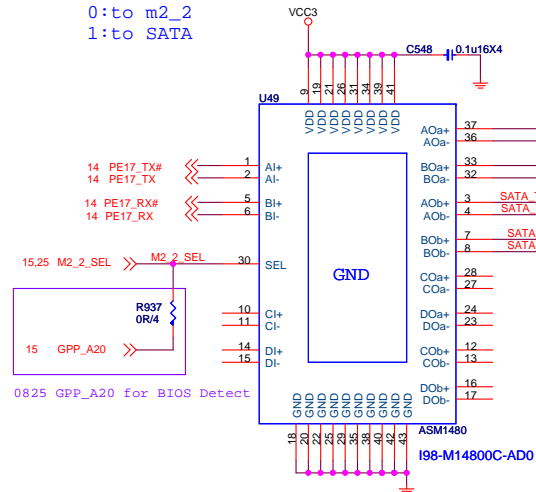 0:to m2_2
1:to SATA
VCC3
C548 0.1u16X4
U49
9 19 21 26 31 34 39 41
VDD VDD VDD VDD VDD VDD VDD VDD
14 PE17_TX# 1 AI+
14 PE17_TX 2 AI-
14 PE17_RX# 5 BI+
14 PE17_RX 6 BI-
15,25 M2_2_SEL M2_2_SEL 30 SEL
R937
0R/4
15 GPP_A20
0825 GPP_A20 for BIOS Detect
10 CI+
11 CI-
14 DI+
15 DI-
GND
AOa+ 37
AOa- 36
BOa+ 33
BOa- 32
AOb+ 3 SATA_
AOb- 4 SATA_
BOb+ 7 SATA
BOb- 8 SATA
COa+ 28
COa- 27
DOa+ 24
DOa- 23
COb+ 12
COb- 13
DOb+ 16
DOb- 17
GND GND GND GND GND GND GND GND GND GND
18 20 22 25 29 35 38 40 42 43
ASM1480
I98-M14800C-AD0